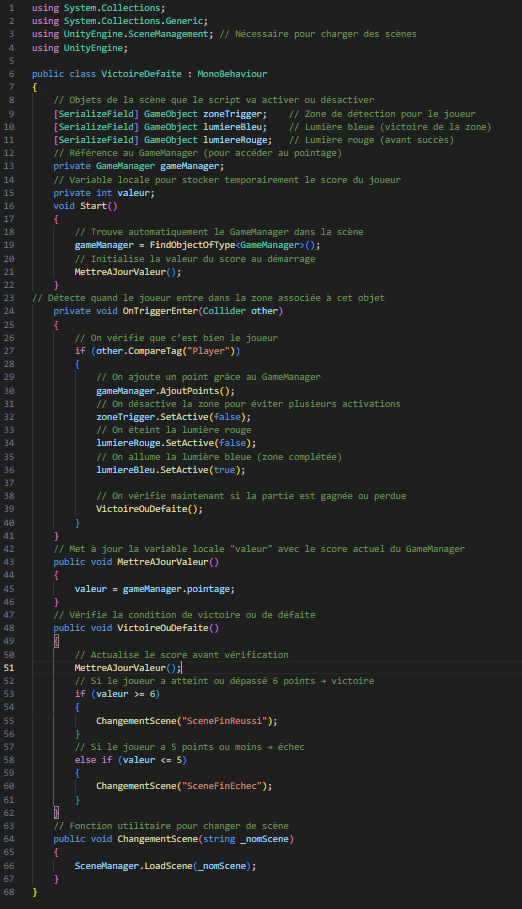 1 using System.Collections;
2 using System.Collections.Generic;
3 using UnityEngine.SceneManagement; // Nécessaire pour charger des scènes
4 using UnityEngine;
5
6 public class VictoireDefaite : MonoBehaviour
7 {
8 // Objets de la scène que le script va activer ou désactiver
9 [SerializeField] GameObject zoneTrigger; // Zone de détection pour le joueur
10 [SerializeField] GameObject lumiereBleu; // Lumière bleue (victoire de la zone)
11 [SerializeField] GameObject lumiereRouge; // Lumière rouge (avant succès)
12 // Référence au GameManager (pour accéder au pointage)
13 private GameManager gameManager;
14 // Variable locale pour stocker temporairement le score du joueur
15 private int valeur;
16 void Start()
17 {
18 // Trouve automatiquement le GameManager dans la scène
19 gameManager = FindObjectOfType<GameManager>();
20 // Initialise la valeur du score au démarrage
21 MettreAJourValeur();
22 }
23 // Détecte quand le joueur entre dans la zone associée à cet objet
24 private void OnTriggerEnter(Collider other)
25 {
26 // On vérifie que c’est bien le joueur
27 if (other.CompareTag("Player"))
28 {
29 // On ajoute un point grâce au GameManager
30 gameManager.AjoutPoints();
31 // On désactive la zone pour éviter plusieurs activations
32 zoneTrigger.SetActive(false);
33 // On éteint la lumière rouge
34 lumiereRouge.SetActive(false);
35 // On allume la lumière bleue (zone complétée)
36 lumiereBleu.SetActive(true);
37
38 // On vérifie maintenant si la partie est gagnée ou perdue
39 VictoireOuDefaite();
40 }
41 }
42 // Met à jour la variable locale "valeur" avec le score actuel du GameManager
43 public void MettreAJourValeur()
44 {
45 valeur = gameManager.pointage;
46 }
47 // Vérifie la condition de victoire ou de défaite
48 public void VictoireOuDefaite()
49 {
50 // Actualise le score avant vérification
51 MettreAJourValeur();
52 // Si le joueur a atteint ou dépassé 6 points → victoire
53 if (valeur >= 6)
54 {
55 ChangementScene("SceneFinReussi");
56 }
57 // Si le joueur a 5 points ou moins → échec
58 else if (valeur <= 5)
59 {
60 ChangementScene("SceneFinEchec");
61 }
62 }
63 // Fonction utilitaire pour changer de scène
64 public void ChangementScene(string _nomScene)
65 {
66 SceneManager.LoadScene(_nomScene);
67 }
68 }